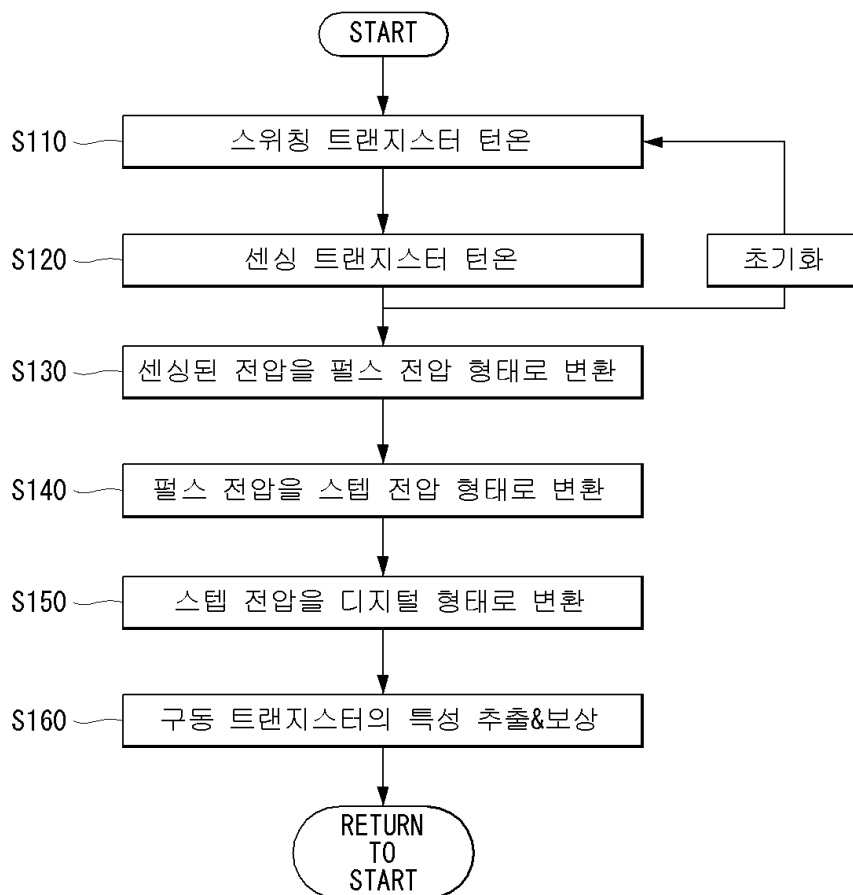 START
S110 스위칭 트랜지스터 턴온
S120 센싱 트랜지스터 턴온
초기화
S130 센싱된 전압을 펄스 전압 형태로 변환
S140 펄스 전압을 스텝 전압 형태로 변환
S150 스텝 전압을 디지털 형태로 변환
S160 구동 트랜지스터의 특성 추출&보상
RETURN
TO
START